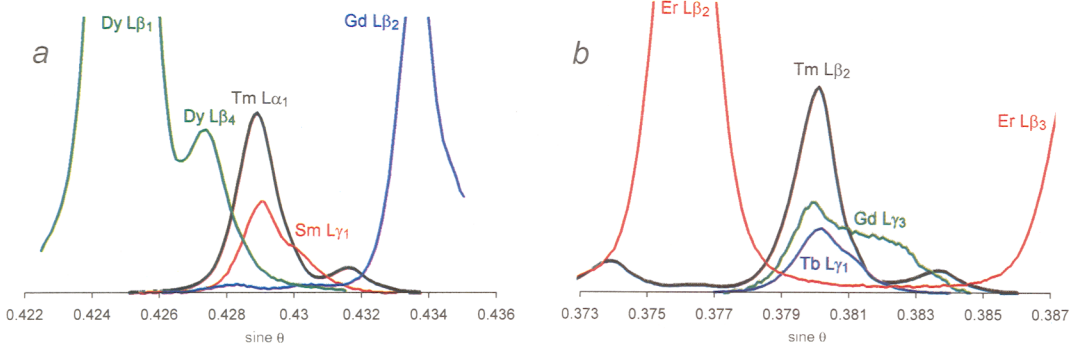 a
Dy Lβ₁
Gd Lβ₂
Tm Lα₁
Dy Lβ₄
Sm Lγ₁
0.422 0.424 0.426 0.428 0.43 0.432 0.434 0.436
sine θ
b
Er Lβ₂
Tm Lβ₂
Er Lβ₃
Gd Lγ₃
Tb Lγ₁
0.373 0.375 0.377 0.379 0.381 0.383 0.385 0.387
sine θ